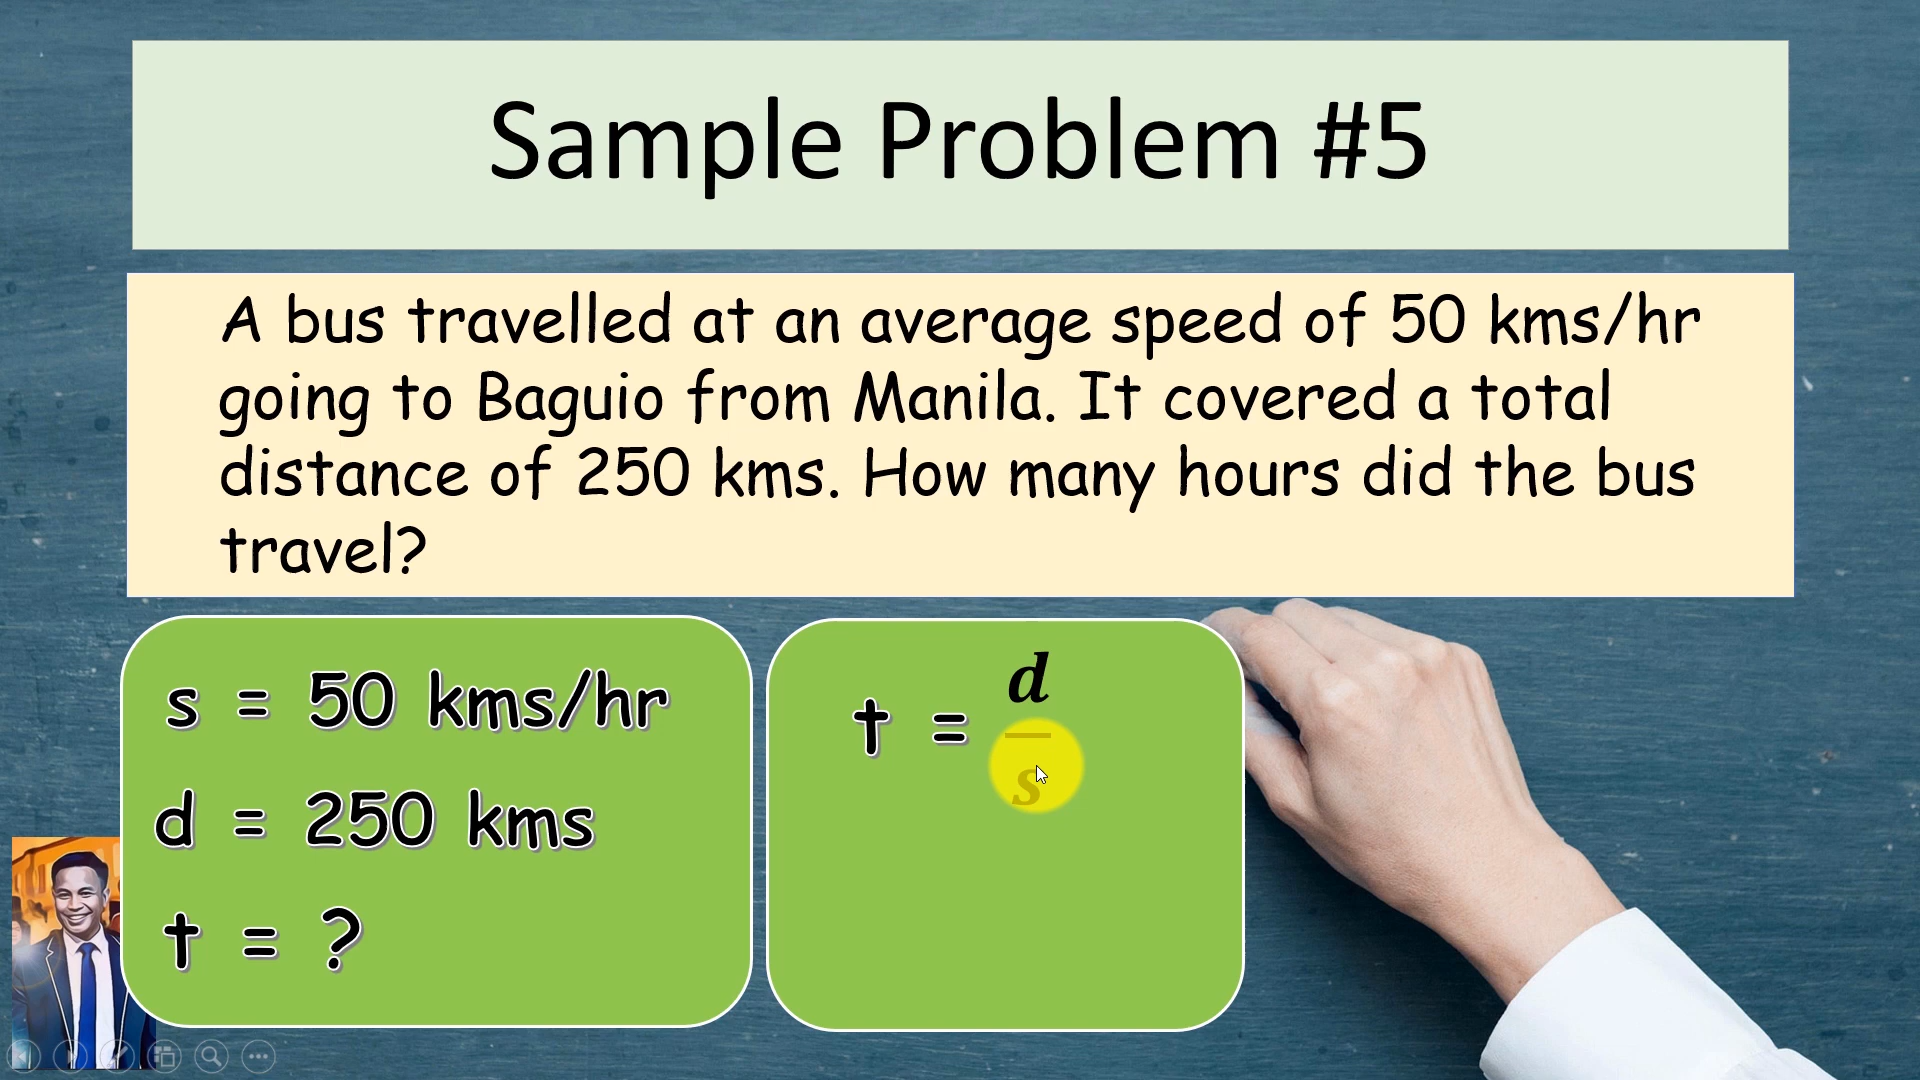 Sample Problem #5
A bus travelled at an average speed of 50 kms/hr
going to Baguio from Manila. It covered a total
distance of 250 kms. How many hours did the bus
travel?
s = 50 kms/hr
d = 250 kms
t = ?
t = d/s